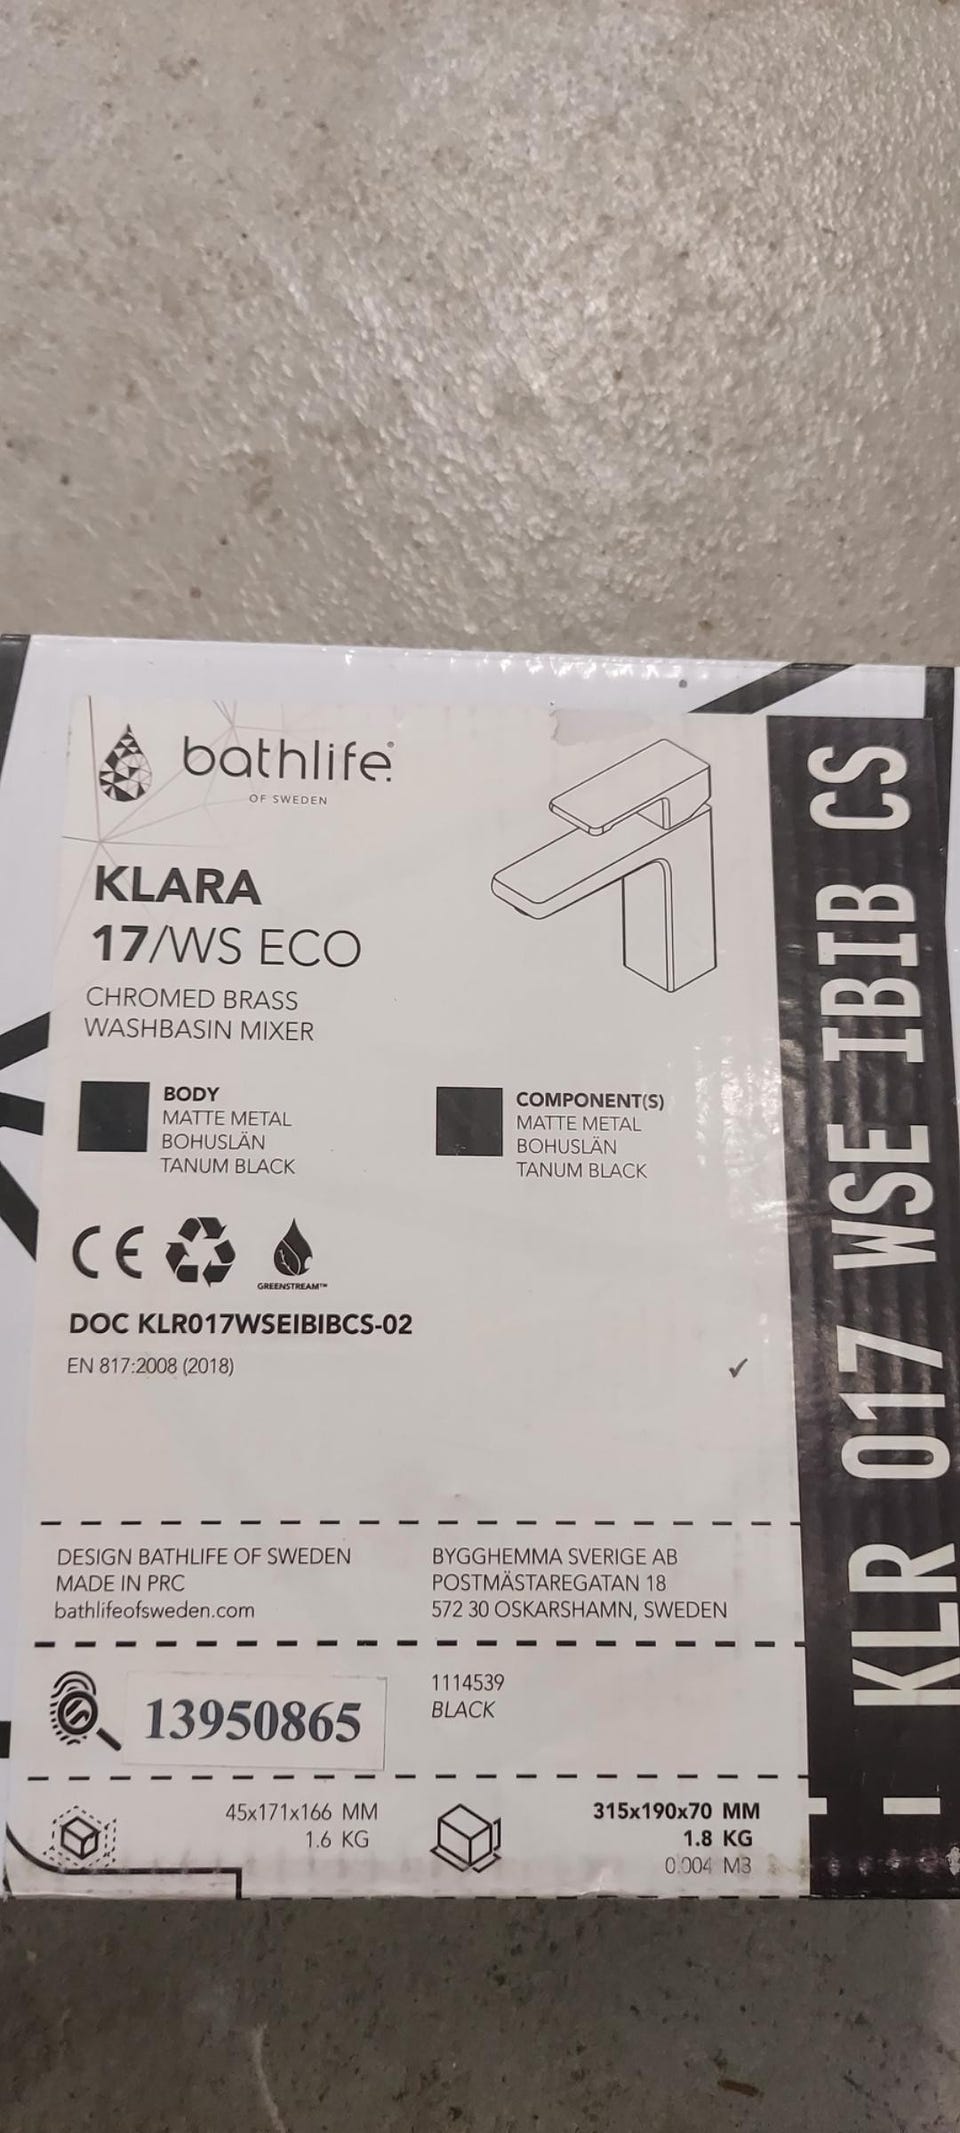 bathlife®
OF SWEDEN
KLARA
17/WS ECO
CHROMED BRASS
WASHBASIN MIXER
BODY
MATTE METAL
BOHUSLÄN
TANUM BLACK
COMPONENT(S)
MATTE METAL
BOHUSLÄN
TANUM BLACK
CE
GREENSTREAM™
DOC KLR017WSEIBIBCS-02
EN 817:2008 (2018)
DESIGN BATHLIFE OF SWEDEN
MADE IN PRC
bathlifeofsweden.com
BYGGHEMMA SVERIGE AB
POSTMÄSTAREGATAN 18
572 30 OSKARSHAMN, SWEDEN
13950865
1114539
BLACK
45x171x166 MM
1.6 KG
315x190x70 MM
1.8 KG
0.004 M3
KLR 017 WSE IBIB CS